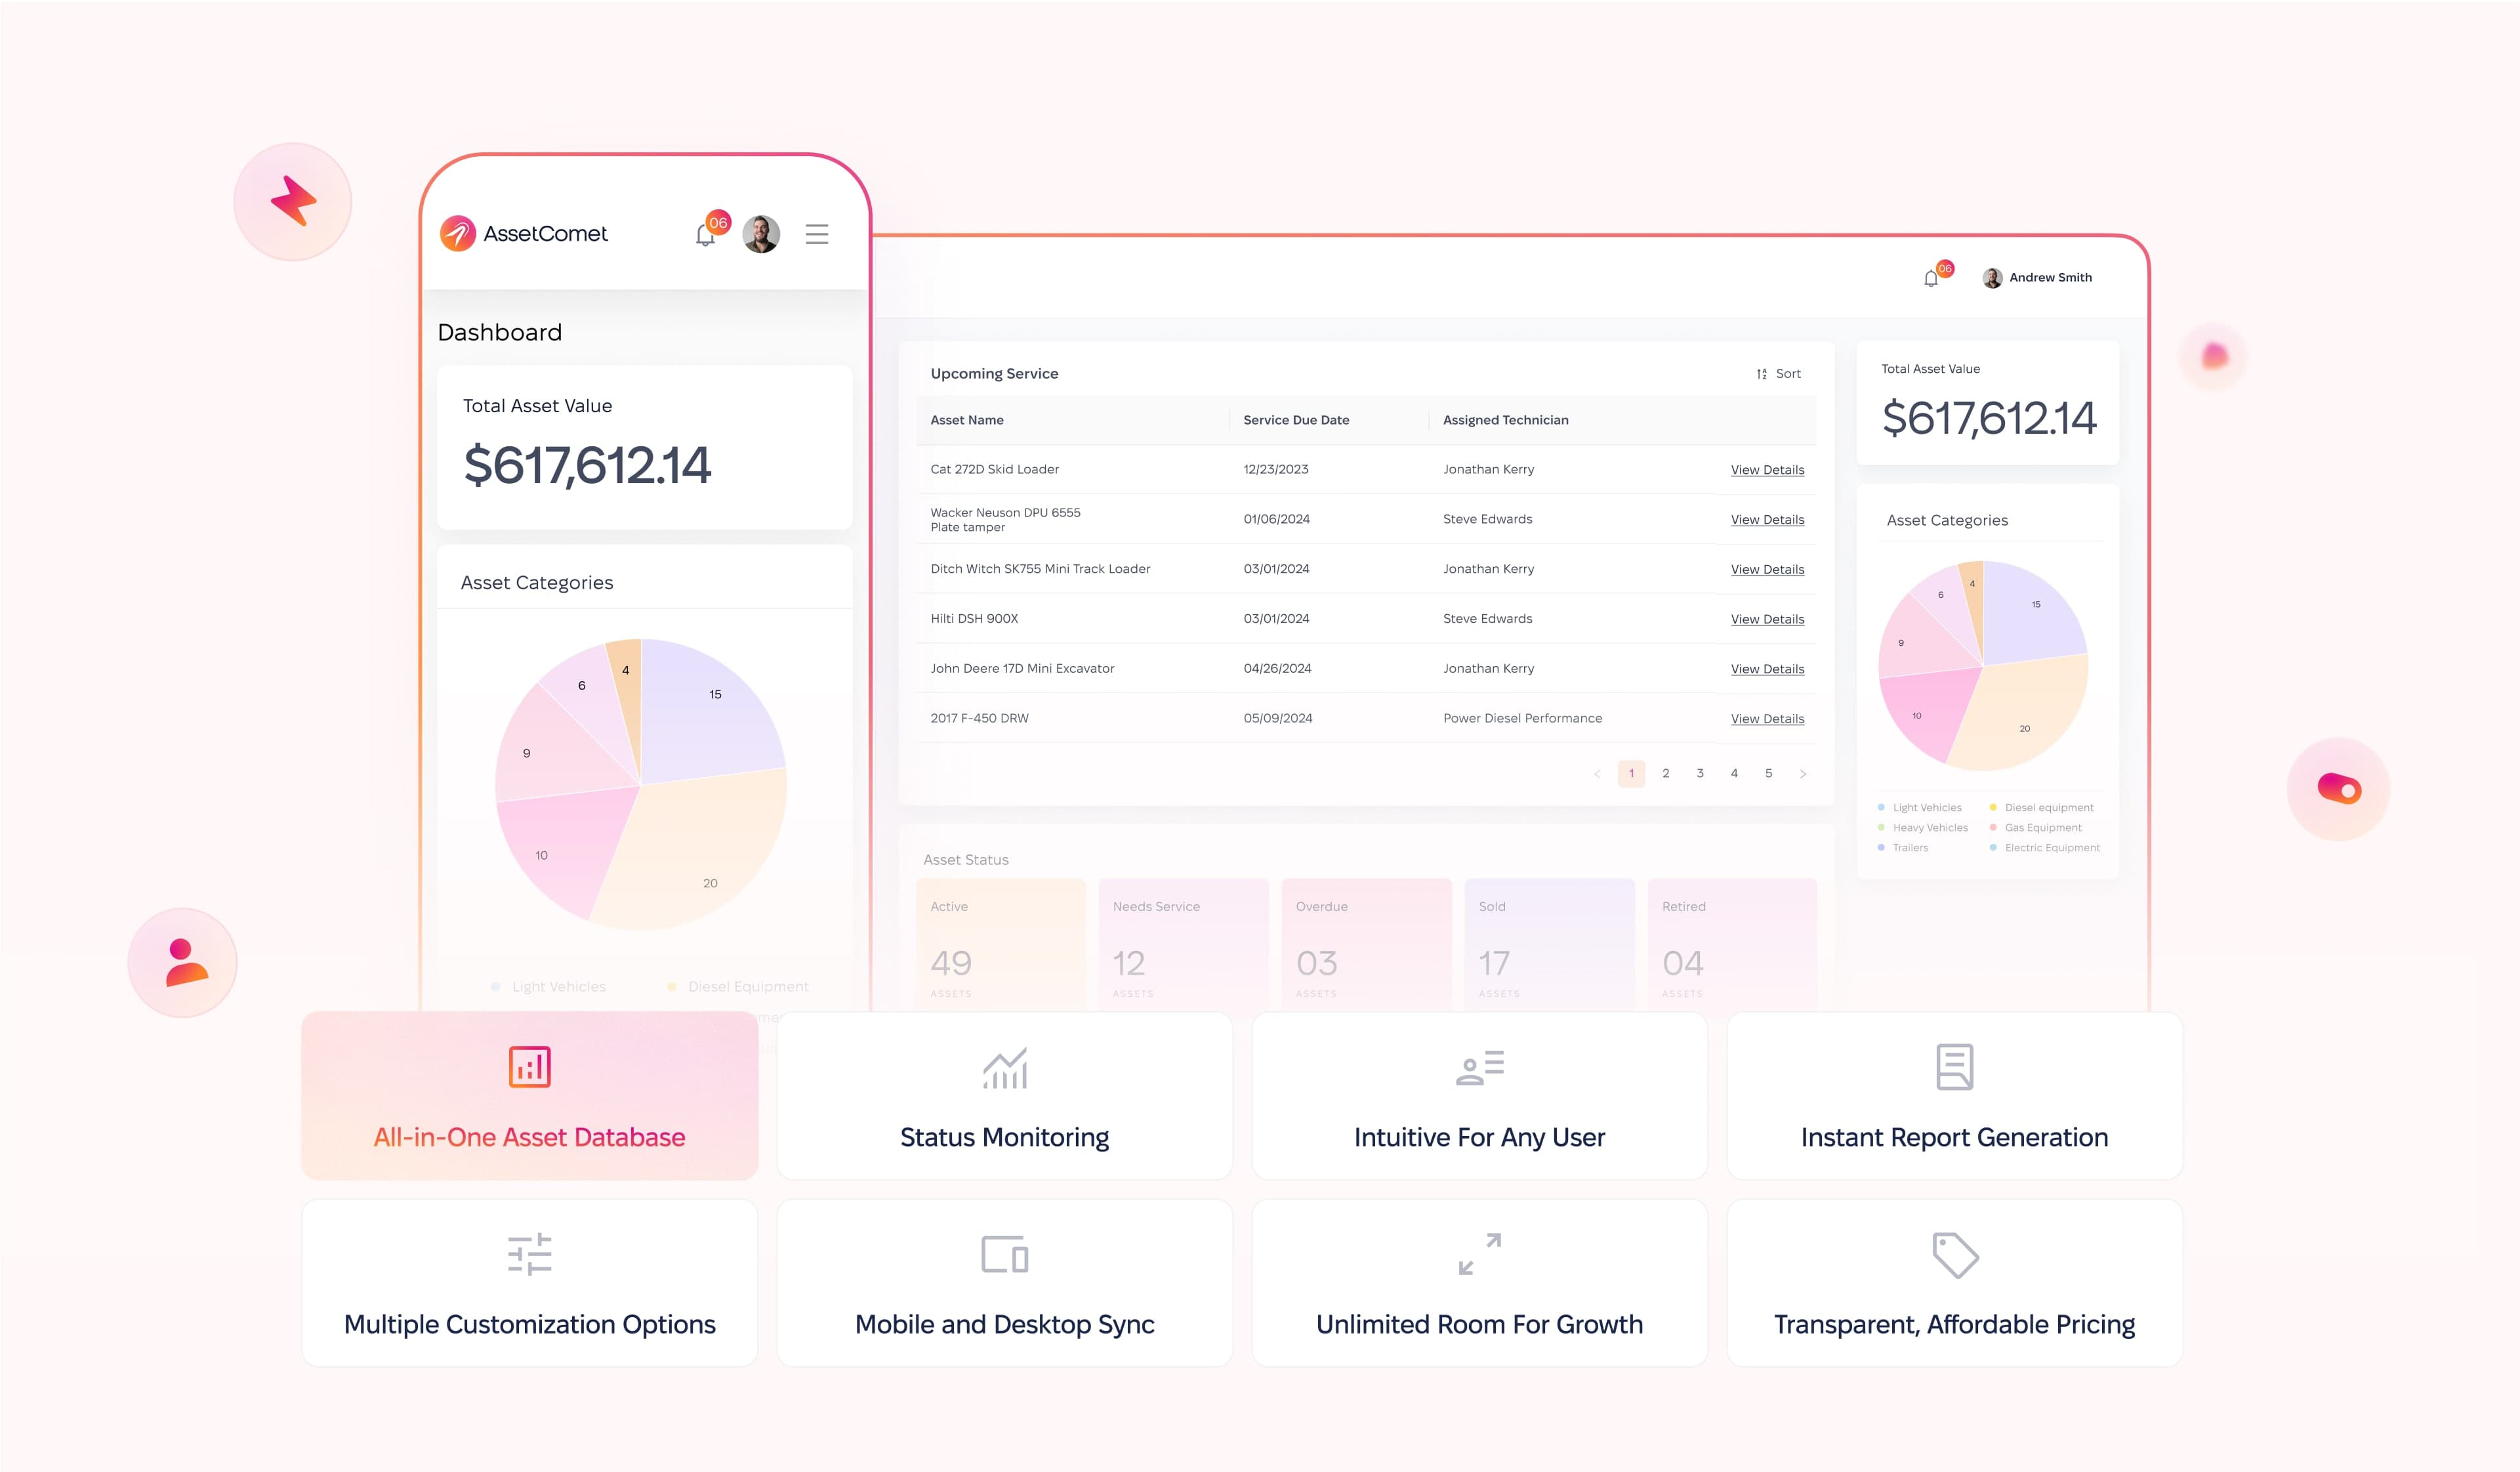 AssetComet
06
Dashboard
Total Asset Value
$617,612.14
Asset Categories
4
15
6
9
10
20
Light Vehicles
Diesel Equipment
06
Andrew Smith
Upcoming Service
Sort
Asset Name
Service Due Date
Assigned Technician
Cat 272D Skid Loader
12/23/2023
Jonathan Kerry
View Details
Wacker Neuson DPU 6555
Plate tamper
01/06/2024
Steve Edwards
View Details
Ditch Witch SK755 Mini Track Loader
03/01/2024
Jonathan Kerry
View Details
Hilti DSH 900X
03/01/2024
Steve Edwards
View Details
John Deere 17D Mini Excavator
04/26/2024
Jonathan Kerry
View Details
2017 F-450 DRW
05/09/2024
Power Diesel Performance
View Details
1
2
3
4
5
Total Asset Value
$617,612.14
Asset Categories
4
6
15
9
10
20
Light Vehicles
Diesel equipment
Heavy Vehicles
Gas Equipment
Trailers
Electric Equipment
Asset Status
Active
49
ASSETS
Needs Service
12
ASSETS
Overdue
03
ASSETS
Sold
17
ASSETS
Retired
04
ASSETS
All-in-One Asset Database
Status Monitoring
Intuitive For Any User
Instant Report Generation
Multiple Customization Options
Mobile and Desktop Sync
Unlimited Room For Growth
Transparent, Affordable Pricing